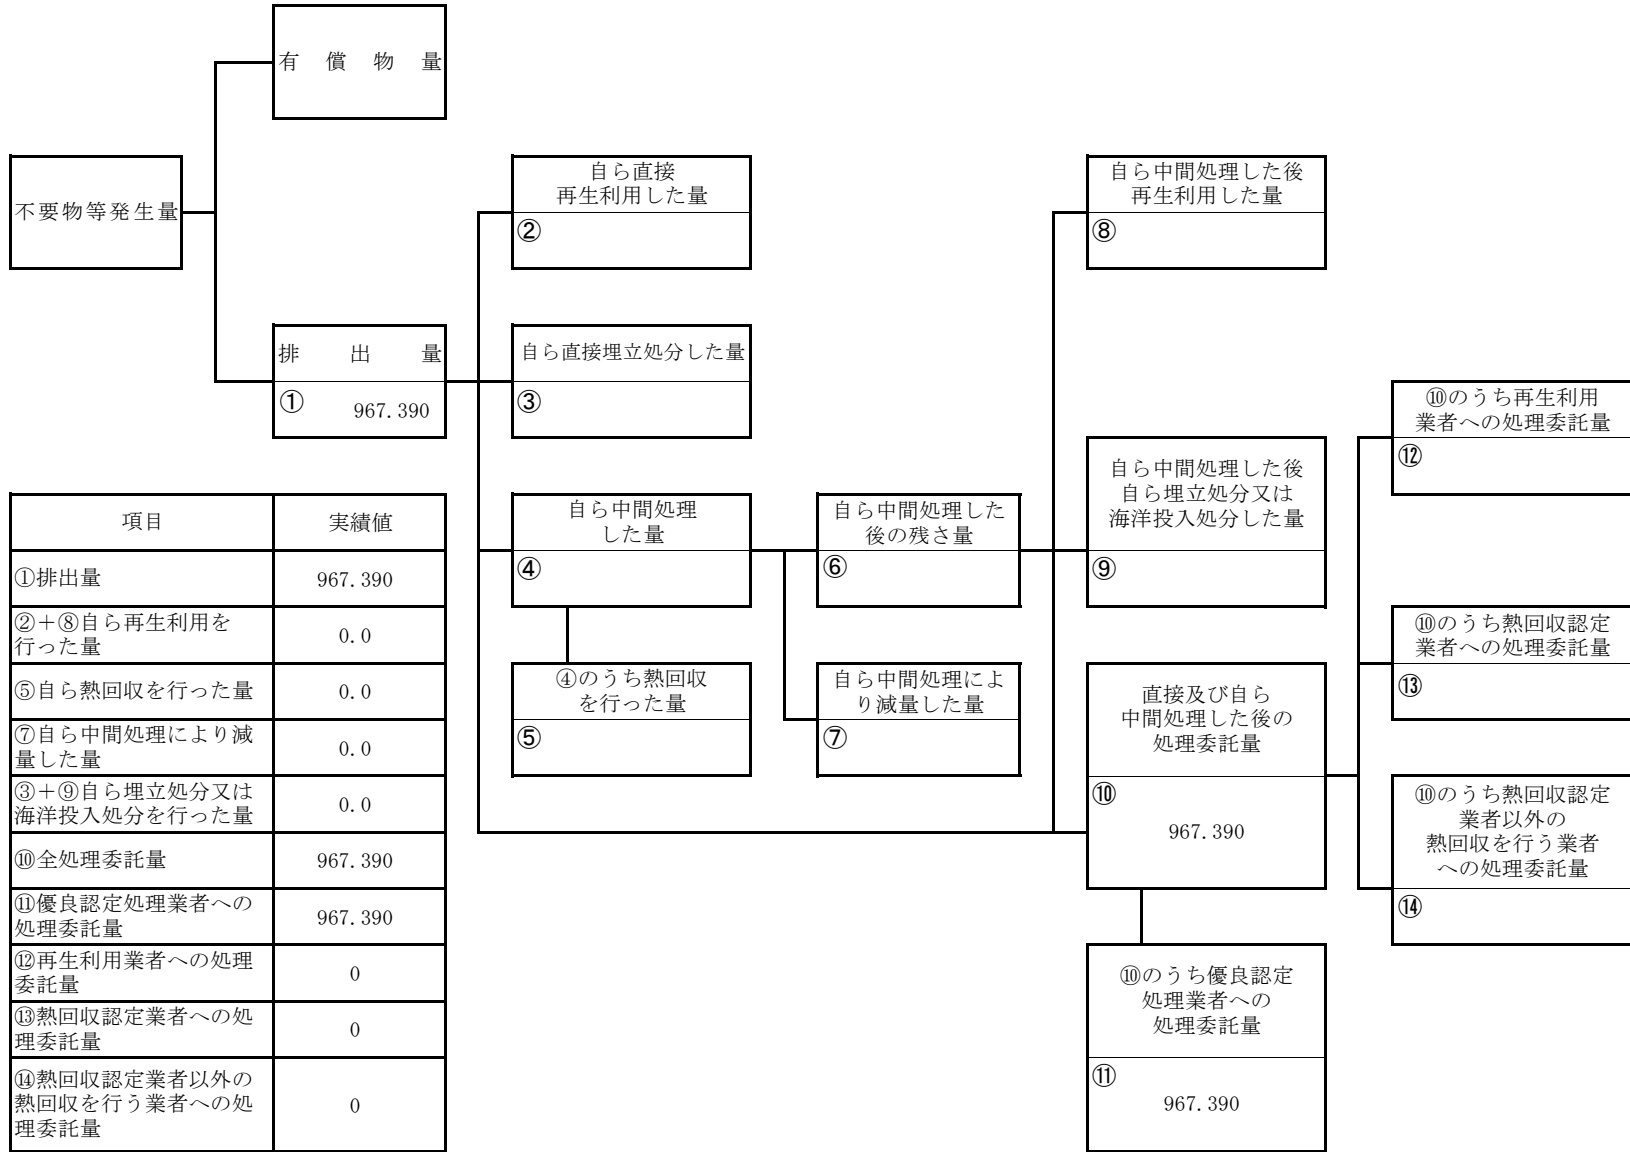 有償物量
不要物等発生量
排出量
①
967.390
自ら直接
再生利用した量
②
自ら直接埋立処分した量
③
自ら中間処理
した量
④
④のうち熱回収
を行った量
⑤
自ら中間処理した
後の残さ量
⑥
自ら中間処理によ
り減量した量
⑦
自ら中間処理した後
再生利用した量
⑧
自ら中間処理した後
自ら埋立処分又は
海洋投入処分した量
⑨
直接及び自ら
中間処理した後の
処理委託量
⑩
967.390
⑩のうち優良認定
処理業者への
処理委託量
⑪
967.390
⑩のうち再生利用
業者への処理委託量
⑫
⑩のうち熱回収認定
業者への処理委託量
⑬
⑩のうち熱回収認定
業者以外の
熱回収を行う業者
への処理委託量
⑭
項目 実績値
①排出量 967.390
②+⑧自ら再生利用を
行った量 0.0
⑤自ら熱回収を行った量 0.0
⑦自ら中間処理により減
量した量 0.0
③+⑨自ら埋立処分又は
海洋投入処分を行った量 0.0
⑩全処理委託量 967.390
⑪優良認定処理業者への
処理委託量 967.390
⑫再生利用業者への処理
委託量 0
⑬熱回収認定業者への処
理委託量 0
⑭熱回収認定業者以外の
熱回収を行う業者への処
理委託量 0